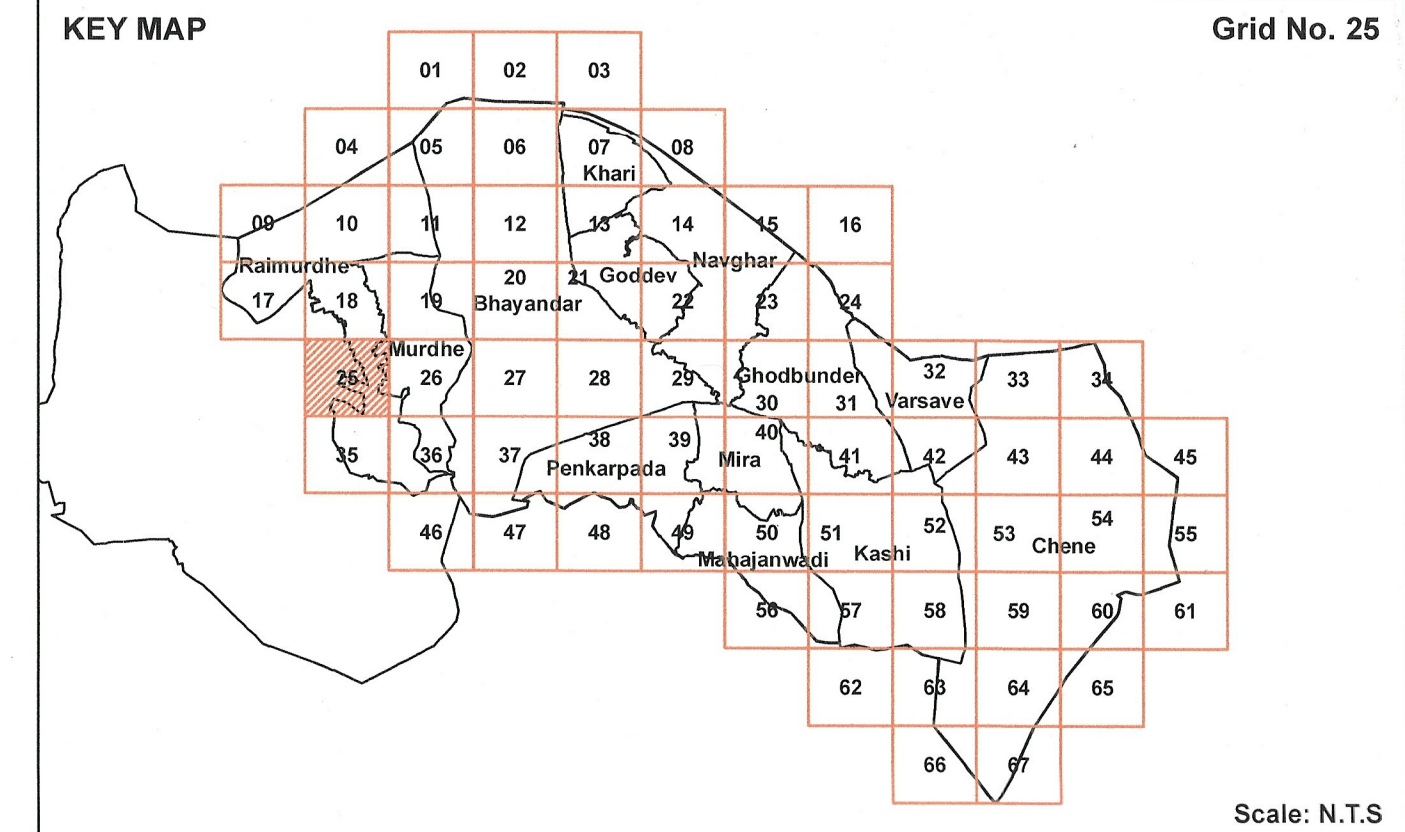 KEY MAP
Grid No. 25
01 02 03
04 05 06 07 08
Khari
09 10 11 12 13 14 15 16
Raimurdhe Navghar
17 18 19 20 21 Goddev 22 23 24
Bhayandar
Murdhe
25 26 27 28 29 30 31 32 33 34
Ghodbunder Varsave
35 36 37 38 39 40 41 42 43 44 45
Penkarpada Mira
46 47 48 49 50 51 52 53 54 55
Mahajanwadi Kashi Chene
56 57 58 59 60 61
62 63 64 65
66 67
Scale: N.T.S